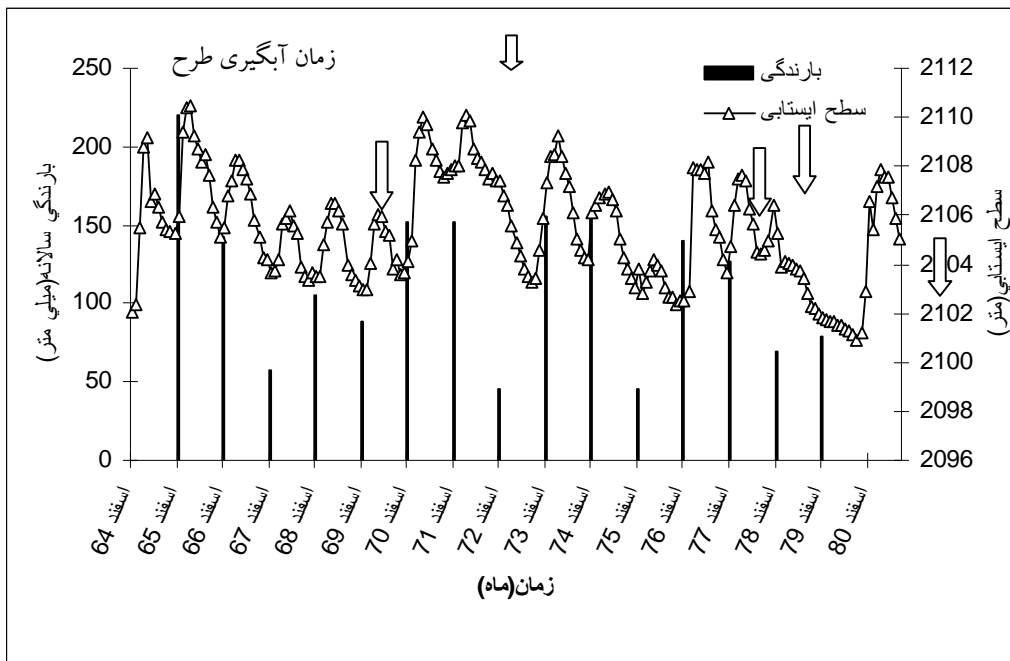 زمان آبگیری طرح
بارندگی
سطح ایستابی
بارندگي سالانه(ميلي متر)
250
200
150
100
50
0
2112
2110
2108
2106
2104
2102
2100
2098
2096
سطح ایستابي(متر)
اسفند 64
اسفند 65
اسفند 66
اسفند 67
اسفند 68
اسفند 69
اسفند 70
اسفند 71
اسفند 72
اسفند 73
اسفند 74
اسفند 75
اسفند 76
اسفند 77
اسفند 78
اسفند 79
اسفند 80
زمان(ماه)